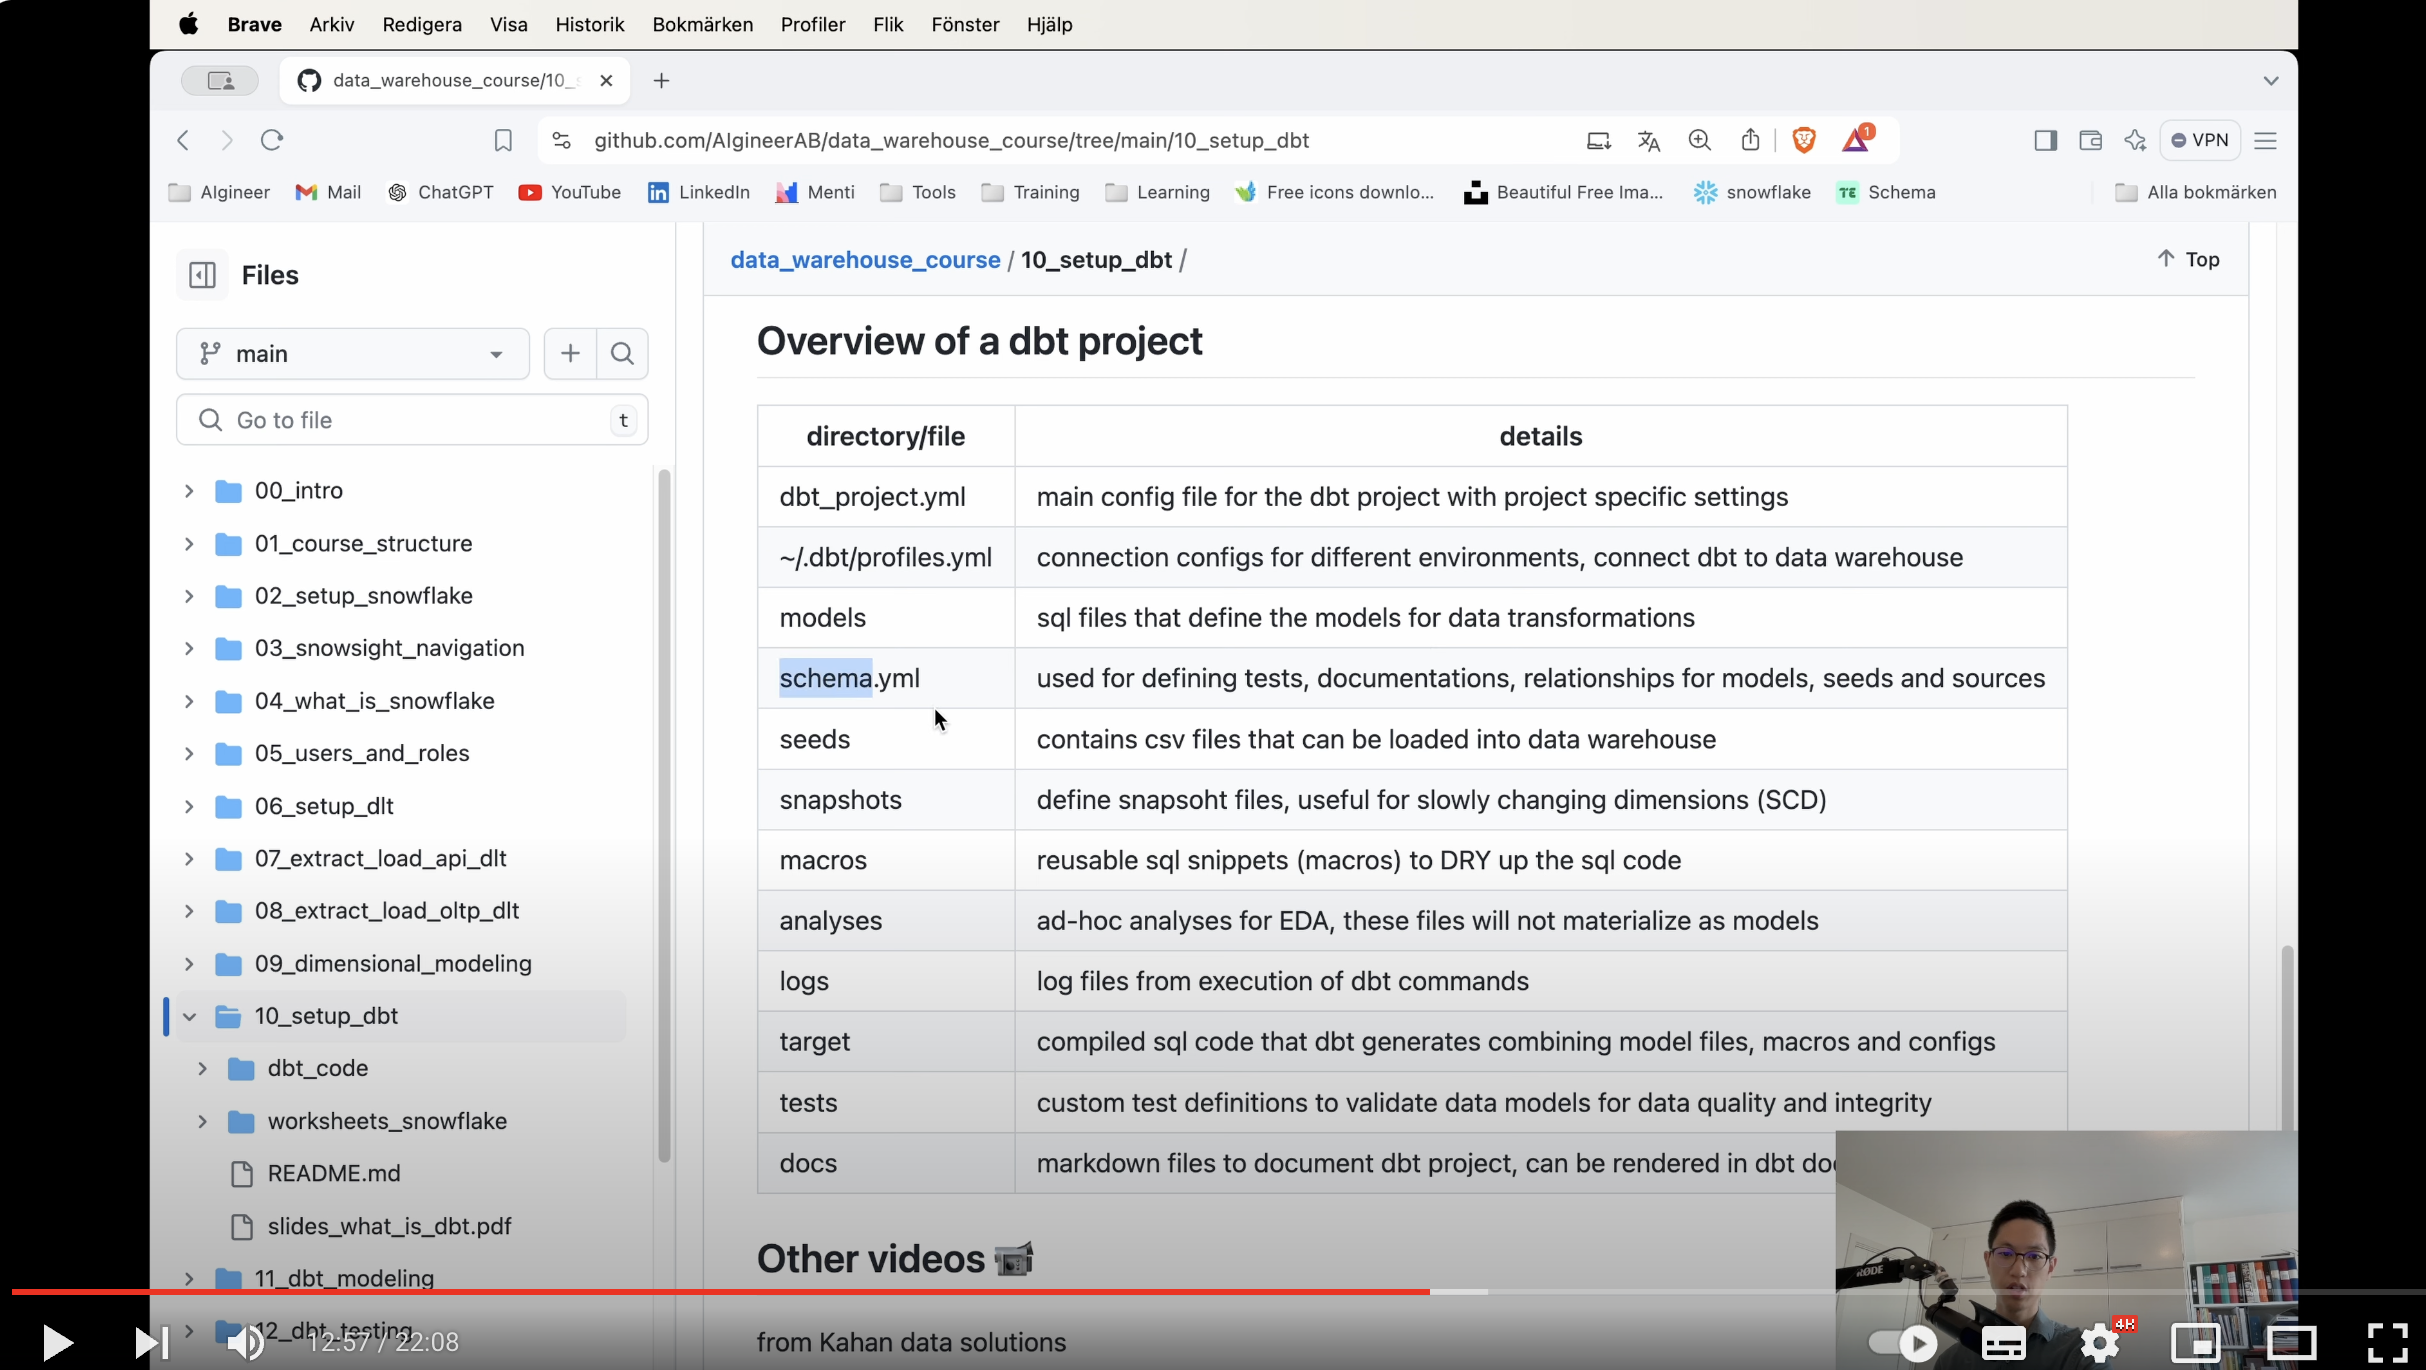 Brave Arkiv Redigera Visa Historik Bokmärken Profiler Flik Fönster Hjälp
data_warehouse_course/10_
github.com/AIgineerAB/data_warehouse_course/tree/main/10_setup_dbt
1
VPN
AIgineer Mail ChatGPT YouTube LinkedIn Menti Tools Training Learning Free icons downlo... Beautiful Free Ima... snowflake TE Schema Alla bokmärken
Files
main
Go to file t
00_intro
01_course_structure
02_setup_snowflake
03_snowsight_navigation
04_what_is_snowflake
05_users_and_roles
06_setup_dlt
07_extract_load_api_dlt
08_extract_load_oltp_dlt
09_dimensional_modeling
10_setup_dbt
dbt_code
worksheets_snowflake
README.md
slides_what_is_dbt.pdf
11_dbt_modeling
12_dbt_testing
data_warehouse_course / 10_setup_dbt /
Top
Overview of a dbt project
directory/file details
dbt_project.yml main config file for the dbt project with project specific settings
~/.dbt/profiles.yml connection configs for different environments, connect dbt to data warehouse
models sql files that define the models for data transformations
schema.yml used for defining tests, documentations, relationships for models, seeds and sources
seeds contains csv files that can be loaded into data warehouse
snapshots define snapsoht files, useful for slowly changing dimensions (SCD)
macros reusable sql snippets (macros) to DRY up the sql code
analyses ad-hoc analyses for EDA, these files will not materialize as models
logs log files from execution of dbt commands
target compiled sql code that dbt generates combining model files, macros and configs
tests custom test definitions to validate data models for data quality and integrity
docs markdown files to document dbt project, can be rendered in dbt do
Other videos
from Kahan data solutions
RØDE
12:57 / 22:08
4K